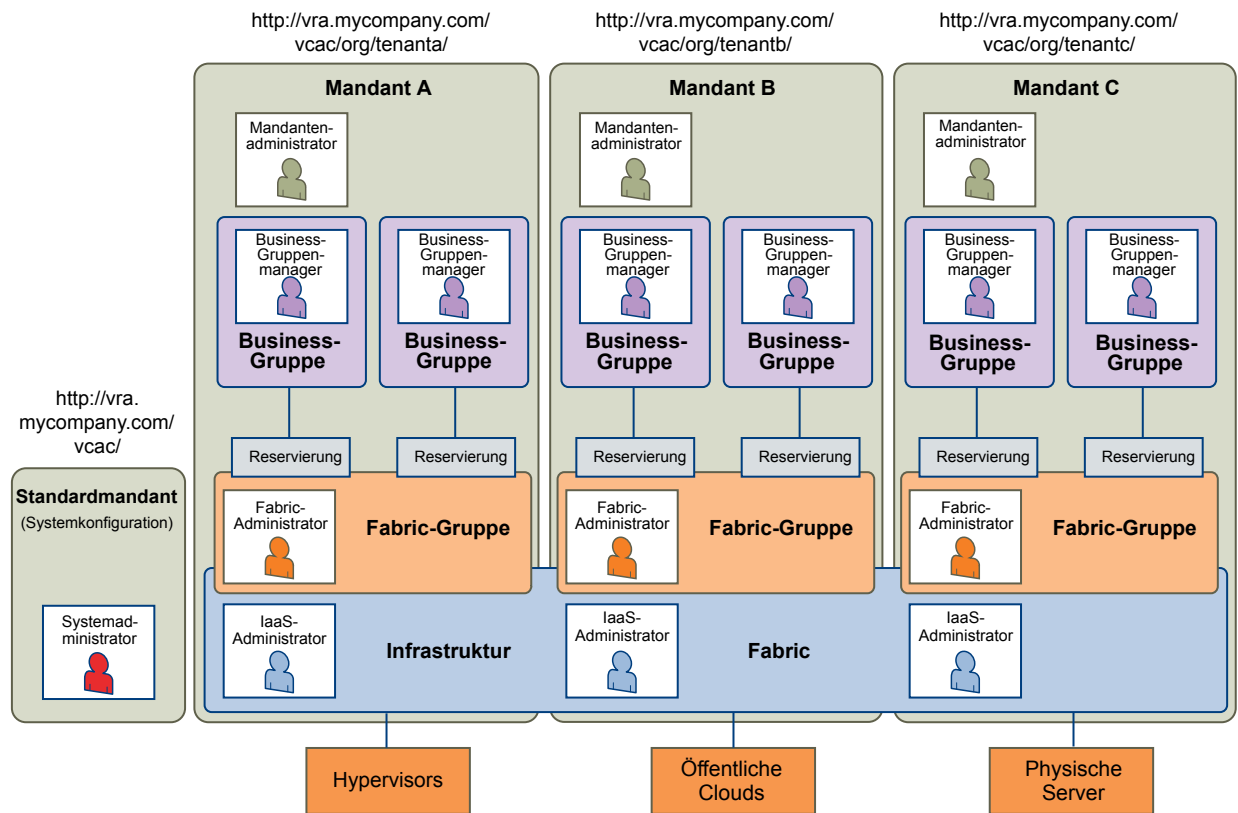 http://vra.mycompany.com/
vcac/org/tenanta/
http://vra.mycompany.com/
vcac/org/tenantb/
http://vra.mycompany.com/
vcac/org/tenantc/
Mandant A
Mandant B
Mandant C
Mandanten-
administrator
Mandanten-
administrator
Mandanten-
administrator
Business-
Gruppen-
manager
Business-
Gruppe
Business-
Gruppen-
manager
Business-
Gruppe
Business-
Gruppen-
manager
Business-
Gruppe
Business-
Gruppen-
manager
Business-
Gruppe
Business-
Gruppen-
manager
Business-
Gruppe
Business-
Gruppen-
manager
Business-
Gruppe
http://vra.
mycompany.com/
vcac/
Standardmandant
(Systemkonfiguration)
Systemad-
ministrator
Reservierung
Reservierung
Reservierung
Reservierung
Reservierung
Reservierung
Fabric-
Administrator
Fabric-Gruppe
Fabric-
Administrator
Fabric-Gruppe
Fabric-
Administrator
Fabric-Gruppe
IaaS-
Administrator
Infrastruktur
IaaS-
Administrator
Fabric
IaaS-
Administrator
Hypervisors
Öffentliche
Clouds
Physische
Server